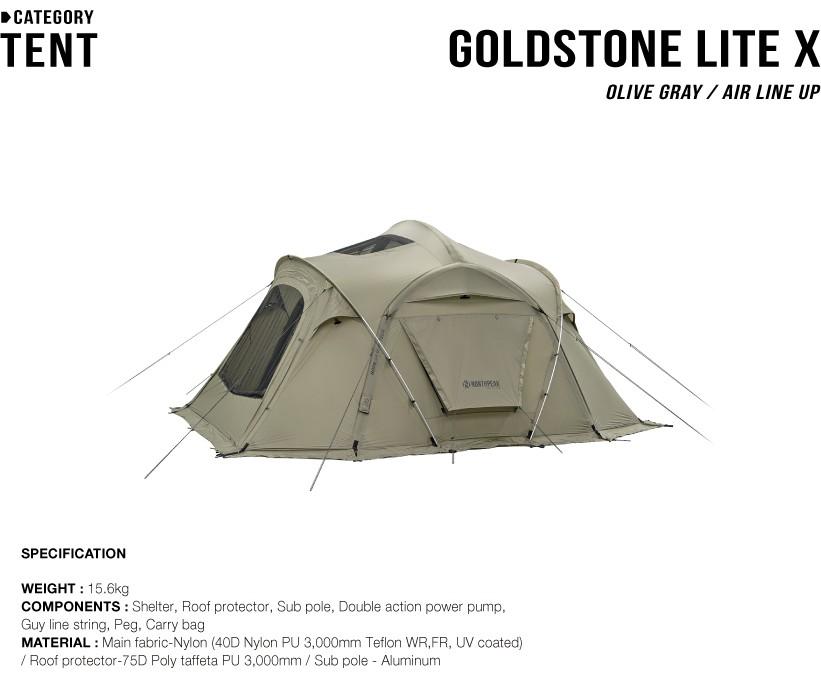 CATEGORY
TENT
GOLDSTONE LITE X
OLIVE GRAY / AIR LINE UP
NORTHPEAK
SPECIFICATION
WEIGHT : 15.6kg
COMPONENTS : Shelter, Roof protector, Sub pole, Double action power pump,
Guy line string, Peg, Carry bag
MATERIAL : Main fabric-Nylon (40D Nylon PU 3,000mm Teflon WR,FR, UV coated)
/ Roof protector-75D Poly taffeta PU 3,000mm / Sub pole - Aluminum